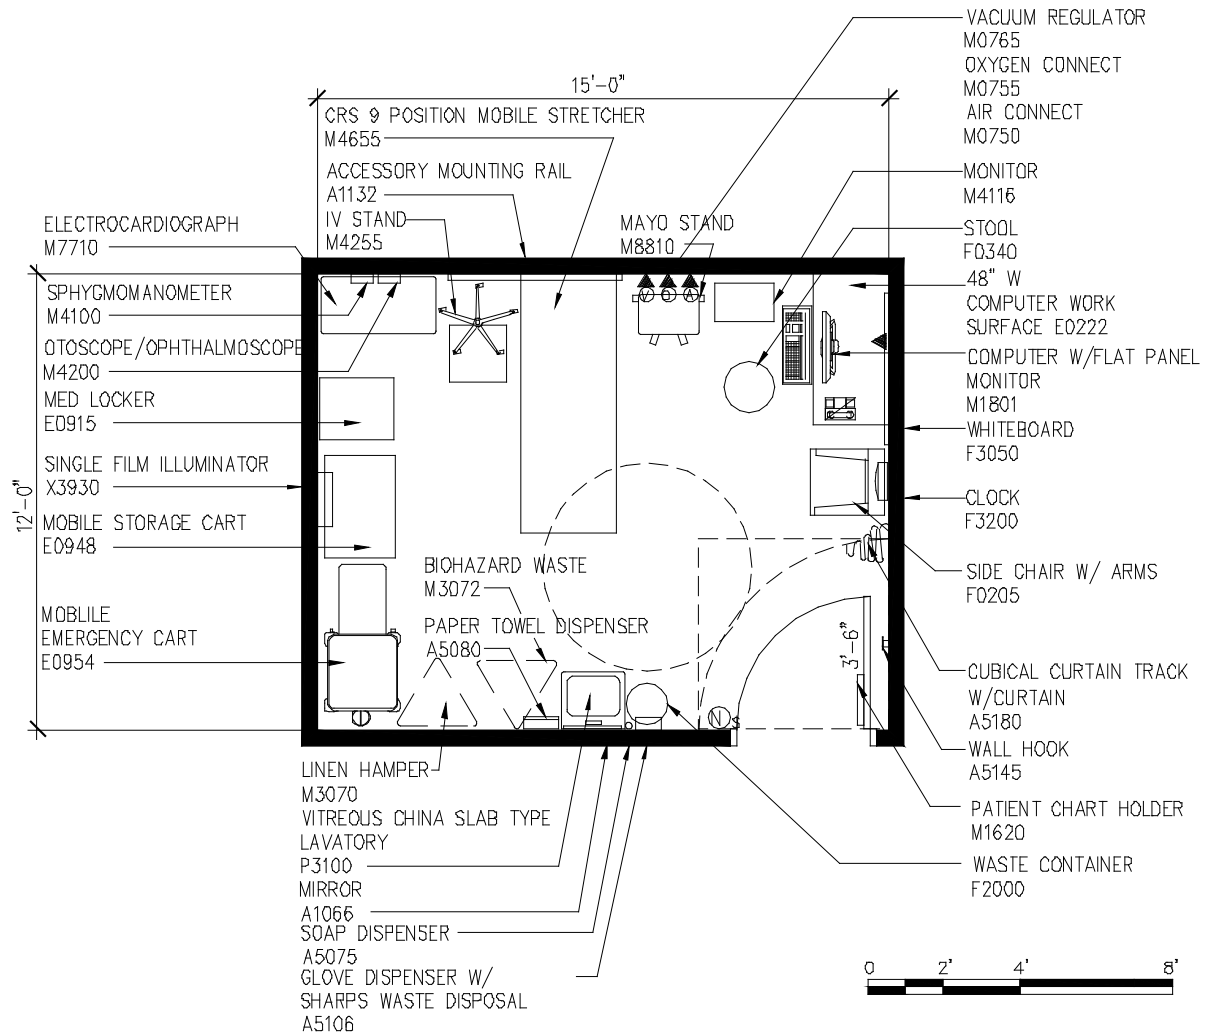 VACUUM REGULATOR
M0765
OXYGEN CONNECT
M0755
AIR CONNECT
M0750
15'-0"
CRS 9 POSITION MOBILE STRETCHER
M4655
ACCESSORY MOUNTING RAIL
A1132
IV STAND
M4255
MAYO STAND
M8810
MONITOR
M4116
STOOL
F0340
48" W
COMPUTER WORK
SURFACE E0222
COMPUTER W/FLAT PANEL
MONITOR
M1801
WHITEBOARD
F3050
CLOCK
F3200
SIDE CHAIR W/ ARMS
F0205
CUBICAL CURTAIN TRACK
W/CURTAIN
A5180
WALL HOOK
A5145
PATIENT CHART HOLDER
M1620
WASTE CONTAINER
F2000
ELECTROCARDIOGRAPH
M7710
SPHYGMOMANOMETER
M4100
OTOSCOPE/OPHTHALMOSCOPE
M4200
MED LOCKER
E0915
SINGLE FILM ILLUMINATOR
X3930
12'-0"
MOBILE STORAGE CART
E0948
MOBLILE
EMERGENCY CART
E0954
V O A
BIOHAZARD WASTE
M3072
PAPER TOWEL DISPENSER
A5080
3'-6"
N
S
LINEN HAMPER
M3070
VITREOUS CHINA SLAB TYPE
LAVATORY
P3100
MIRROR
A1066
SOAP DISPENSER
A5075
GLOVE DISPENSER W/
SHARPS WASTE DISPOSAL
A5106
0 2' 4' 8'